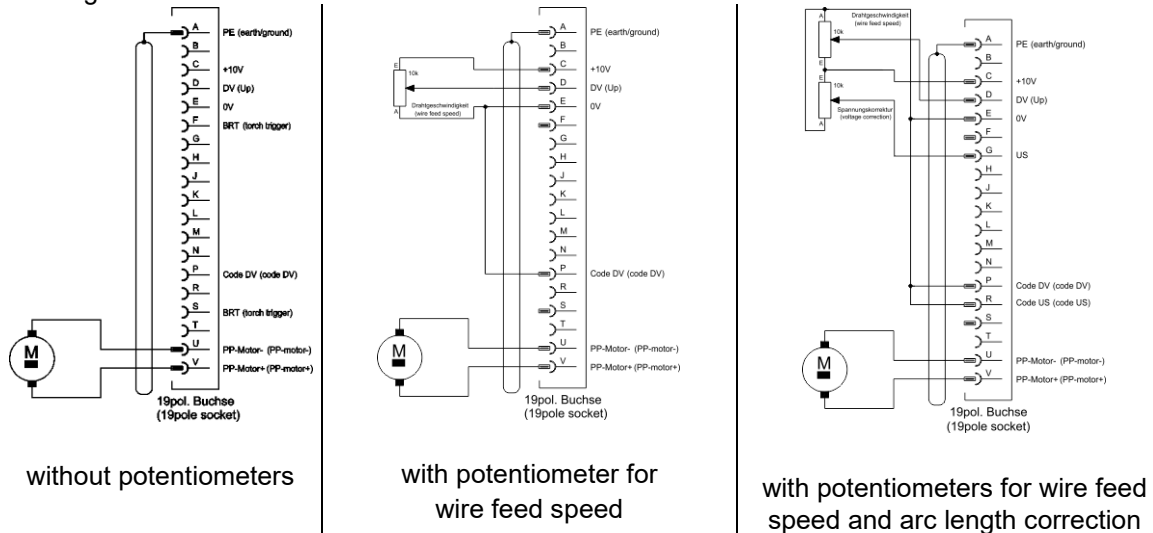 A
PE (earth/ground)
B
C
+10V
D
DV (Up)
E
0V
F
BRT (torch trigger)
G
H
J
K
L
M
N
P
Code DV (code DV)
R
S
BRT (torch trigger)
T
U
PP-Motor- (PP-motor-)
V
PP-Motor+ (PP-motor+)
M
19pol. Buchse
(19pole socket)
without potentiometers
A
PE (earth/ground)
B
E
C
+10V
10k
D
DV (Up)
Drahtgeschwindigkeit
(wire feed speed)
A
E
0V
F
G
H
J
K
L
M
N
P
Code DV (code DV)
R
S
T
U
PP-Motor- (PP-motor-)
V
PP-Motor+ (PP-motor+)
M
19pol. Buchse
(19pole socket)
with potentiometer for
wire feed speed
A
Drahtgeschwindigkeit
(wire feed speed)
10k
E
E
10k
Spannungskorrektur
(voltage correction)
A
A
PE (earth/ground)
B
C
+10V
D
DV (Up)
E
0V
F
G
US
H
J
K
L
M
N
P
Code DV (code DV)
R
Code US (code US)
S
T
U
PP-Motor- (PP-motor-)
V
PP-Motor+ (PP-motor+)
M
19pol. Buchse
(19pole socket)
with potentiometers for wire feed
speed and arc length correction